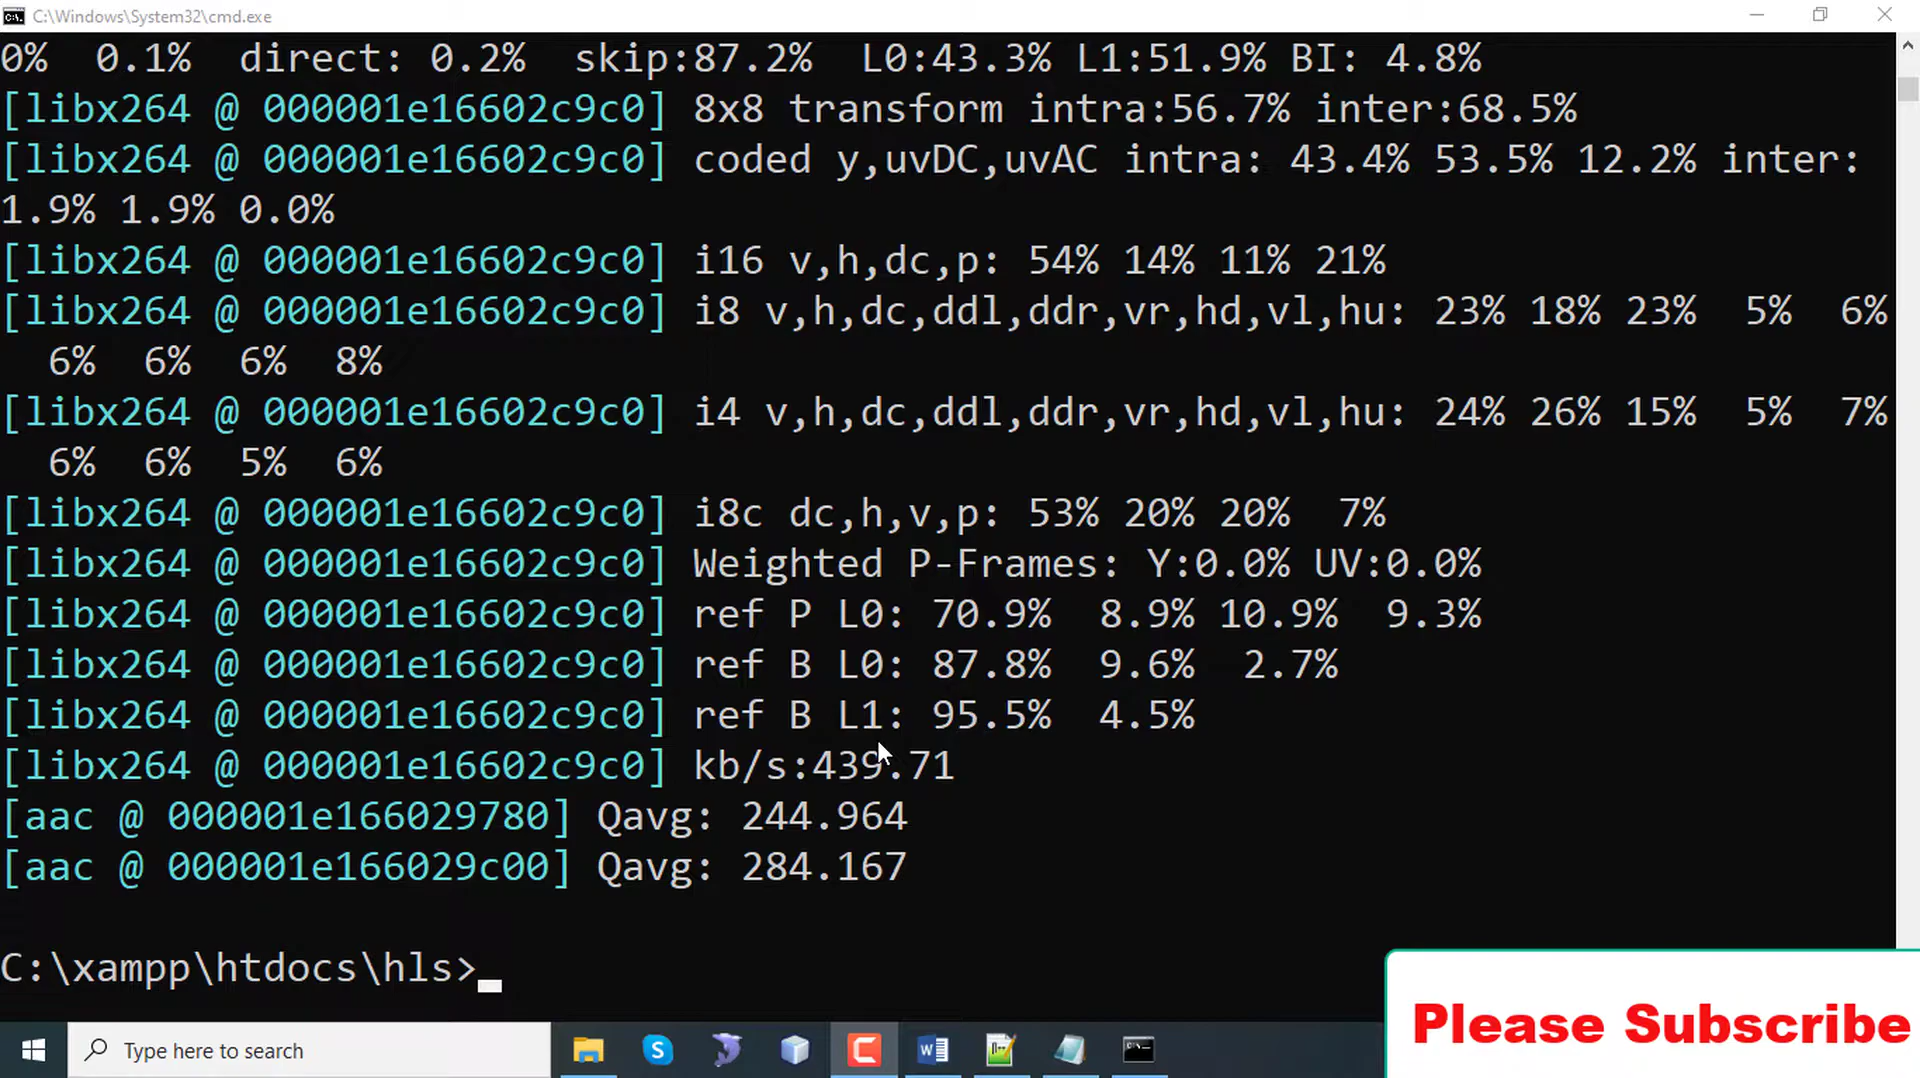 C:\Windows\System32\cmd.exe
0% 0.1% direct: 0.2% skip:87.2% L0:43.3% L1:51.9% BI: 4.8%
[libx264 @ 000001e16602c9c0] 8x8 transform intra:56.7% inter:68.5%
[libx264 @ 000001e16602c9c0] coded y,uvDC,uvAC intra: 43.4% 53.5% 12.2% inter:
1.9% 1.9% 0.0%
[libx264 @ 000001e16602c9c0] i16 v,h,dc,p: 54% 14% 11% 21%
[libx264 @ 000001e16602c9c0] i8 v,h,dc,ddl,ddr,vr,hd,vl,hu: 23% 18% 23% 5% 6%
6% 6% 6% 8%
[libx264 @ 000001e16602c9c0] i4 v,h,dc,ddl,ddr,vr,hd,vl,hu: 24% 26% 15% 5% 7%
6% 6% 5% 6%
[libx264 @ 000001e16602c9c0] i8c dc,h,v,p: 53% 20% 20% 7%
[libx264 @ 000001e16602c9c0] Weighted P-Frames: Y:0.0% UV:0.0%
[libx264 @ 000001e16602c9c0] ref P L0: 70.9% 8.9% 10.9% 9.3%
[libx264 @ 000001e16602c9c0] ref B L0: 87.8% 9.6% 2.7%
[libx264 @ 000001e16602c9c0] ref B L1: 95.5% 4.5%
[libx264 @ 000001e16602c9c0] kb/s:439.71
[aac @ 000001e166029780] Qavg: 244.964
[aac @ 000001e166029c00] Qavg: 284.167
C:\xampp\htdocs\hls>
Please Subscribe
Type here to search